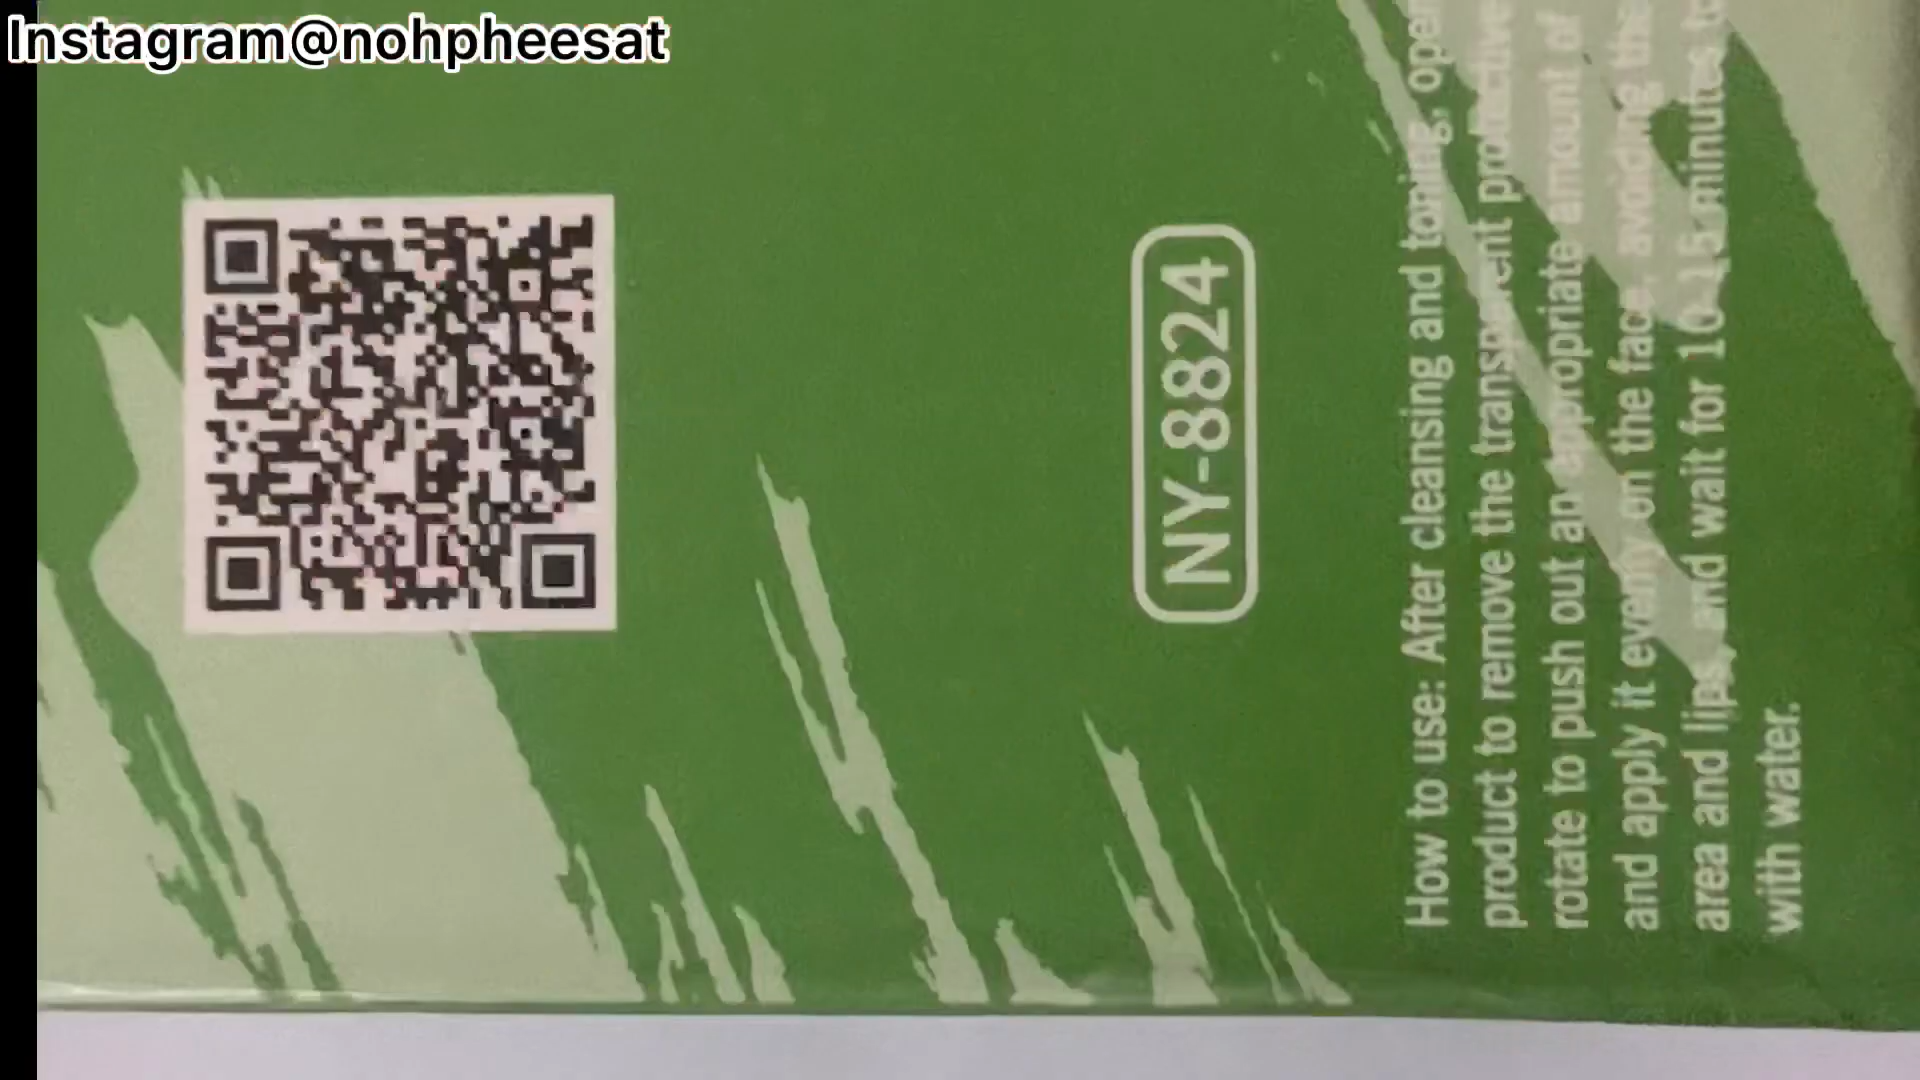 Instagram@nohpheesat
NY-8824
How to use: After cleansing and toning, open
product to remove the transparent protective
rotate to push out an appropriate amount of
and apply it evenly on the face, avoiding the
area and lips, and wait for 10-15 minutes to
with water.